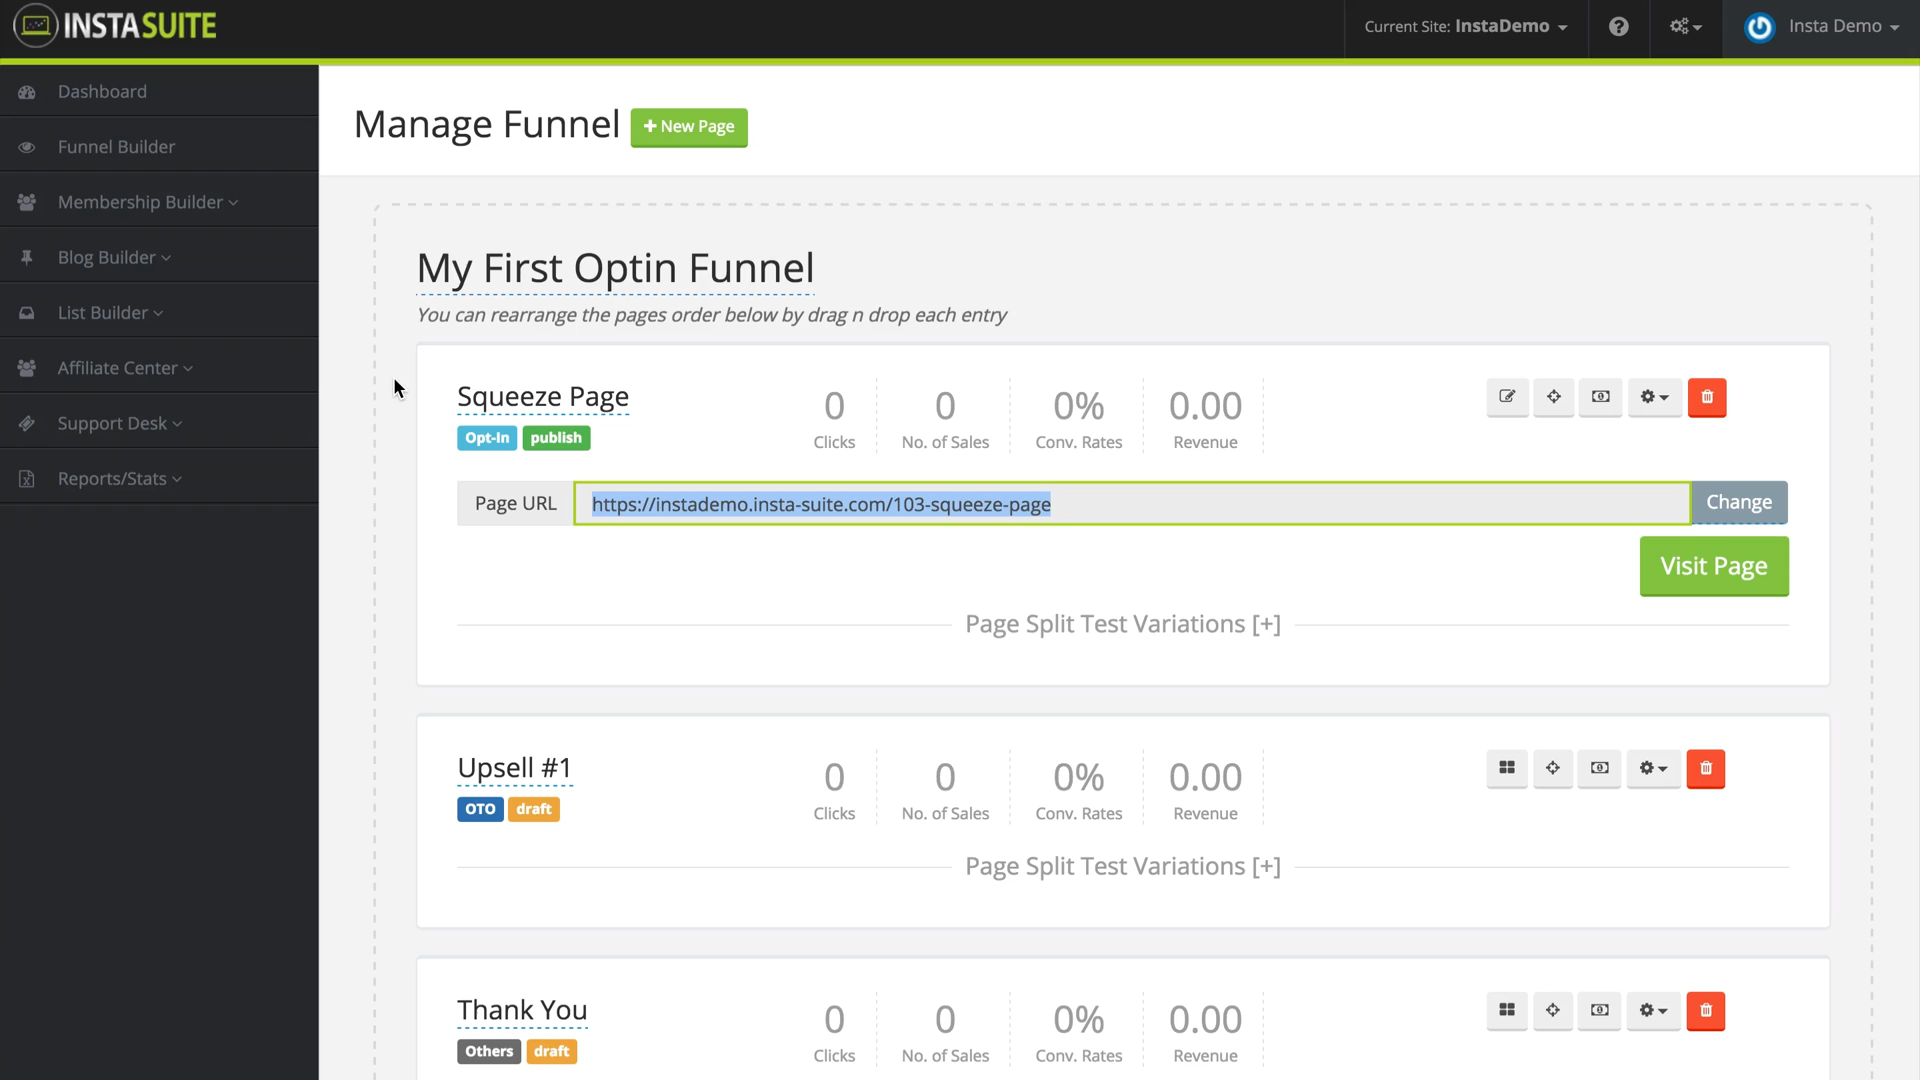 INSTASUITE
Current Site: InstaDemo
Insta Demo
Dashboard
Funnel Builder
Membership Builder
Blog Builder
List Builder
Affiliate Center
Support Desk
Reports/Stats
Manage Funnel
+ New Page
My First Optin Funnel
You can rearrange the pages order below by drag n drop each entry
Squeeze Page
Opt-In publish
0 0 0% 0.00
Clicks No. of Sales Conv. Rates Revenue
Page URL https://instademo.insta-suite.com/103-squeeze-page Change
Visit Page
Page Split Test Variations [+]
Upsell #1
OTO draft
0 0 0% 0.00
Clicks No. of Sales Conv. Rates Revenue
Page Split Test Variations [+]
Thank You
Others draft
0 0 0% 0.00
Clicks No. of Sales Conv. Rates Revenue